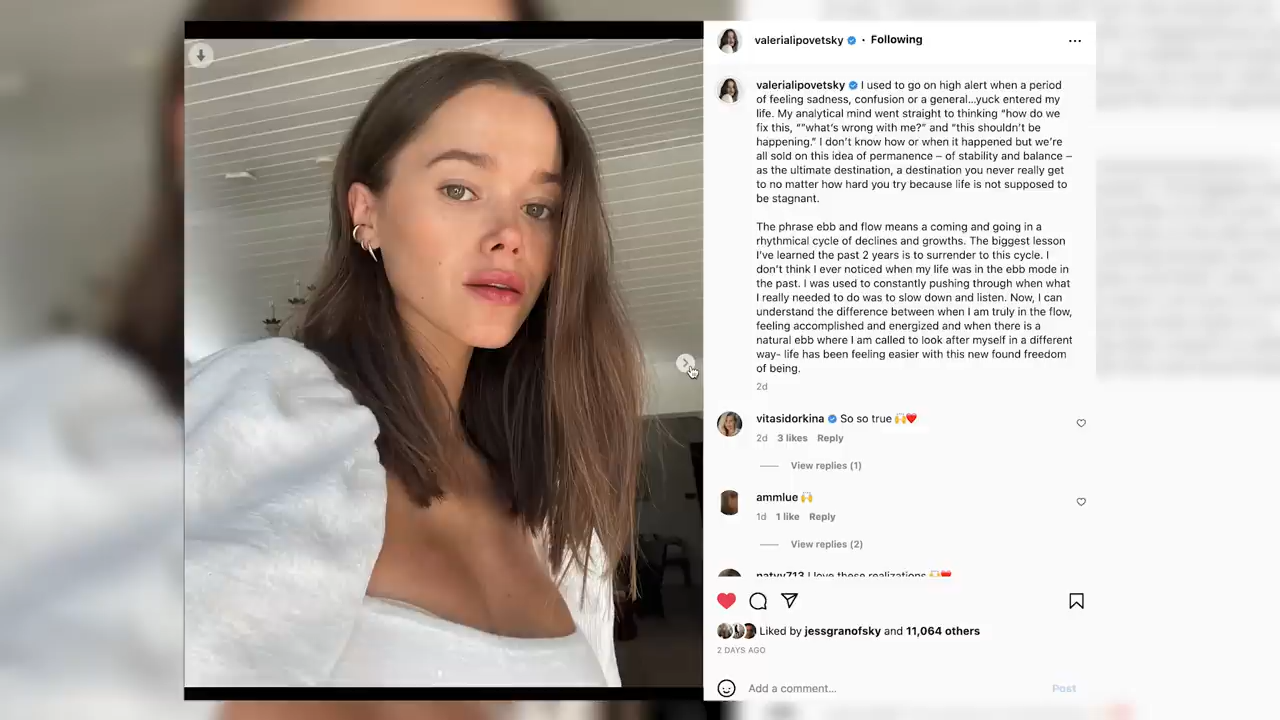 valerialipovetsky • Following
valerialipovetsky I used to go on high alert when a period
of feeling sadness, confusion or a general...yuck entered my
life. My analytical mind went straight to thinking “how do we
fix this, “”what’s wrong with me?” and “this shouldn’t be
happening.” I don’t know how or when it happened but we’re
all sold on this idea of permanence – of stability and balance –
as the ultimate destination, a destination you never really get
to no matter how hard you try because life is not supposed to
be stagnant.
The phrase ebb and flow means a coming and going in a
rhythmical cycle of declines and growths. The biggest lesson
I’ve learned the past 2 years is to surrender to this cycle. I
don’t think I ever noticed when my life was in the ebb mode in
the past. I was used to constantly pushing through when what
I really needed to do was to slow down and listen. Now, I can
understand the difference between when I am truly in the flow,
feeling accomplished and energized and when there is a
natural ebb where I am called to look after myself in a different
way– life has been feeling easier with this new found freedom
of being.
2d
vitasidorkina So so true 🙌❤️
2d 3 likes Reply
View replies (1)
ammlue 🙌
1d 1 like Reply
View replies (2)
natyv713 I love these realizations 🙌❤️
Liked by jessgranofsky and 11,064 others
2 DAYS AGO
Add a comment... Post